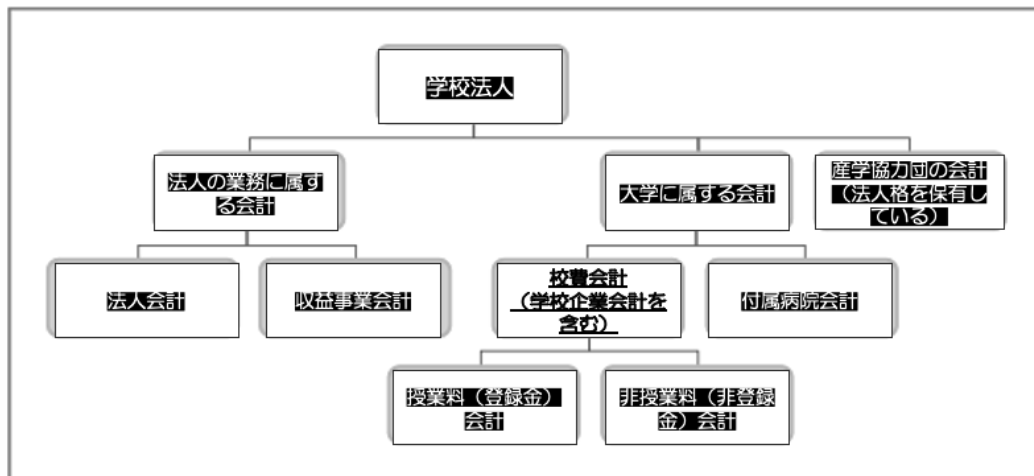 学校法人
法人の業務に属す
る会計
大学に属する会計
産学協力団の会計
（法人格を保有し
ている）
法人会計
収益事業会計
校費会計
（学校企業会計を
含む）
付属病院会計
授業料（登録金）
会計
非授業料（非登録
金）会計